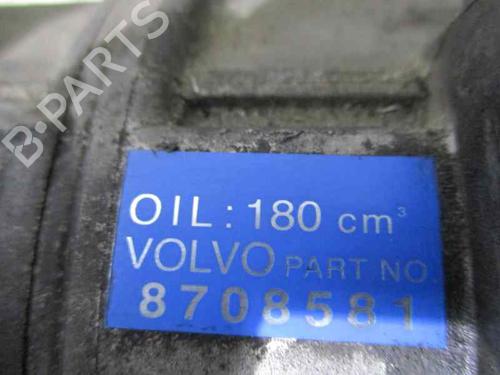 B-PARTS
OIL: 180 cm³
VOLVO PART NO
8708581